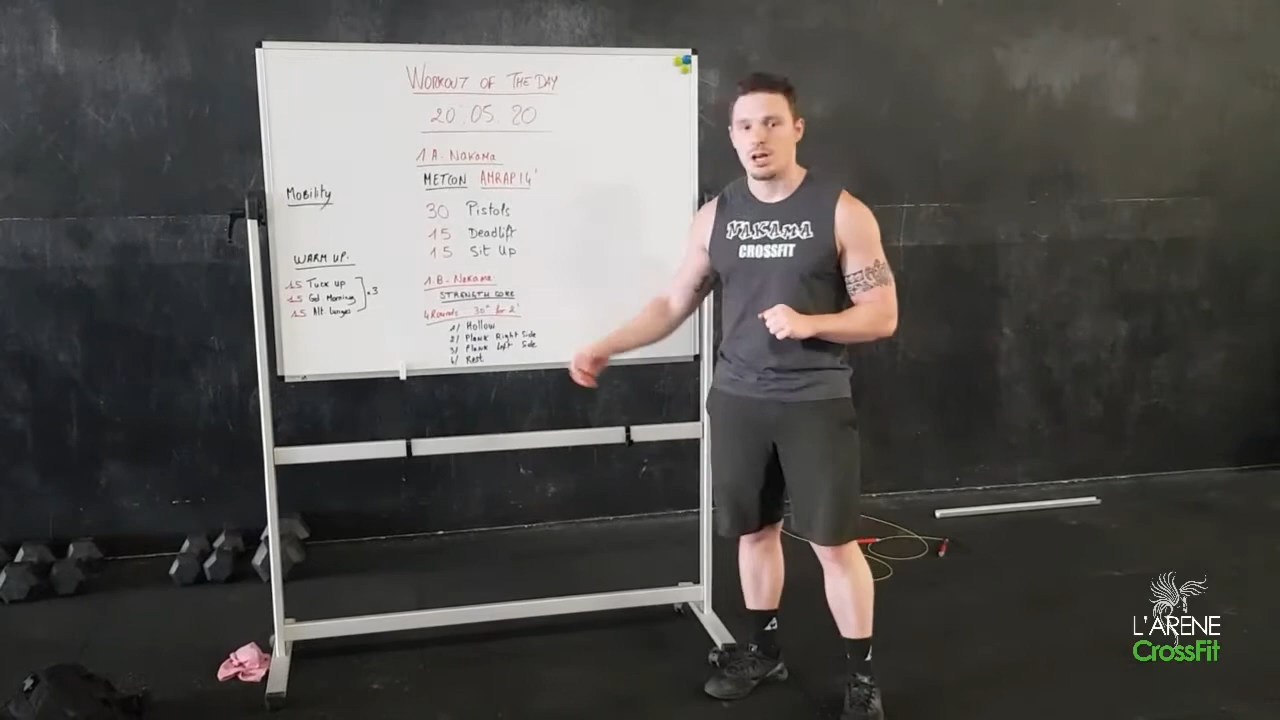 WORKOUT OF THE DAY
20.05.20
1 A. NAKAMA
METCON AMRAP 14'
30 Pistols
15 Deadlift
15 Sit Up
1.B. NAKAMA
STRENGTH CORE
4 Rounds 30" for 2'
1/ Hollow
2/ Plank Right Side
3/ Plank Left Side
4/ Rest
Mobility
WARM UP.
15 Tuck up
15 Gd Morning
15 Alt lunges
x3
NAKAMA
CROSSFIT
L'ARENE
CrossFit